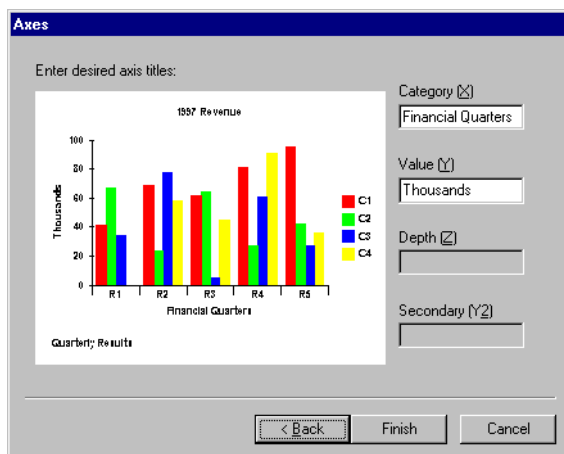 Axes
Enter desired axis titles:
1997 Revenue
100
80
60
40
20
0
Thousands
R1 R2 R3 R4 R5
Financial Quarters
C1
C2
C3
C4
Quarterly Results
Category (X)
Financial Quarters
Value (Y)
Thousands
Depth (Z)
Secondary (Y2)
< Back Finish Cancel